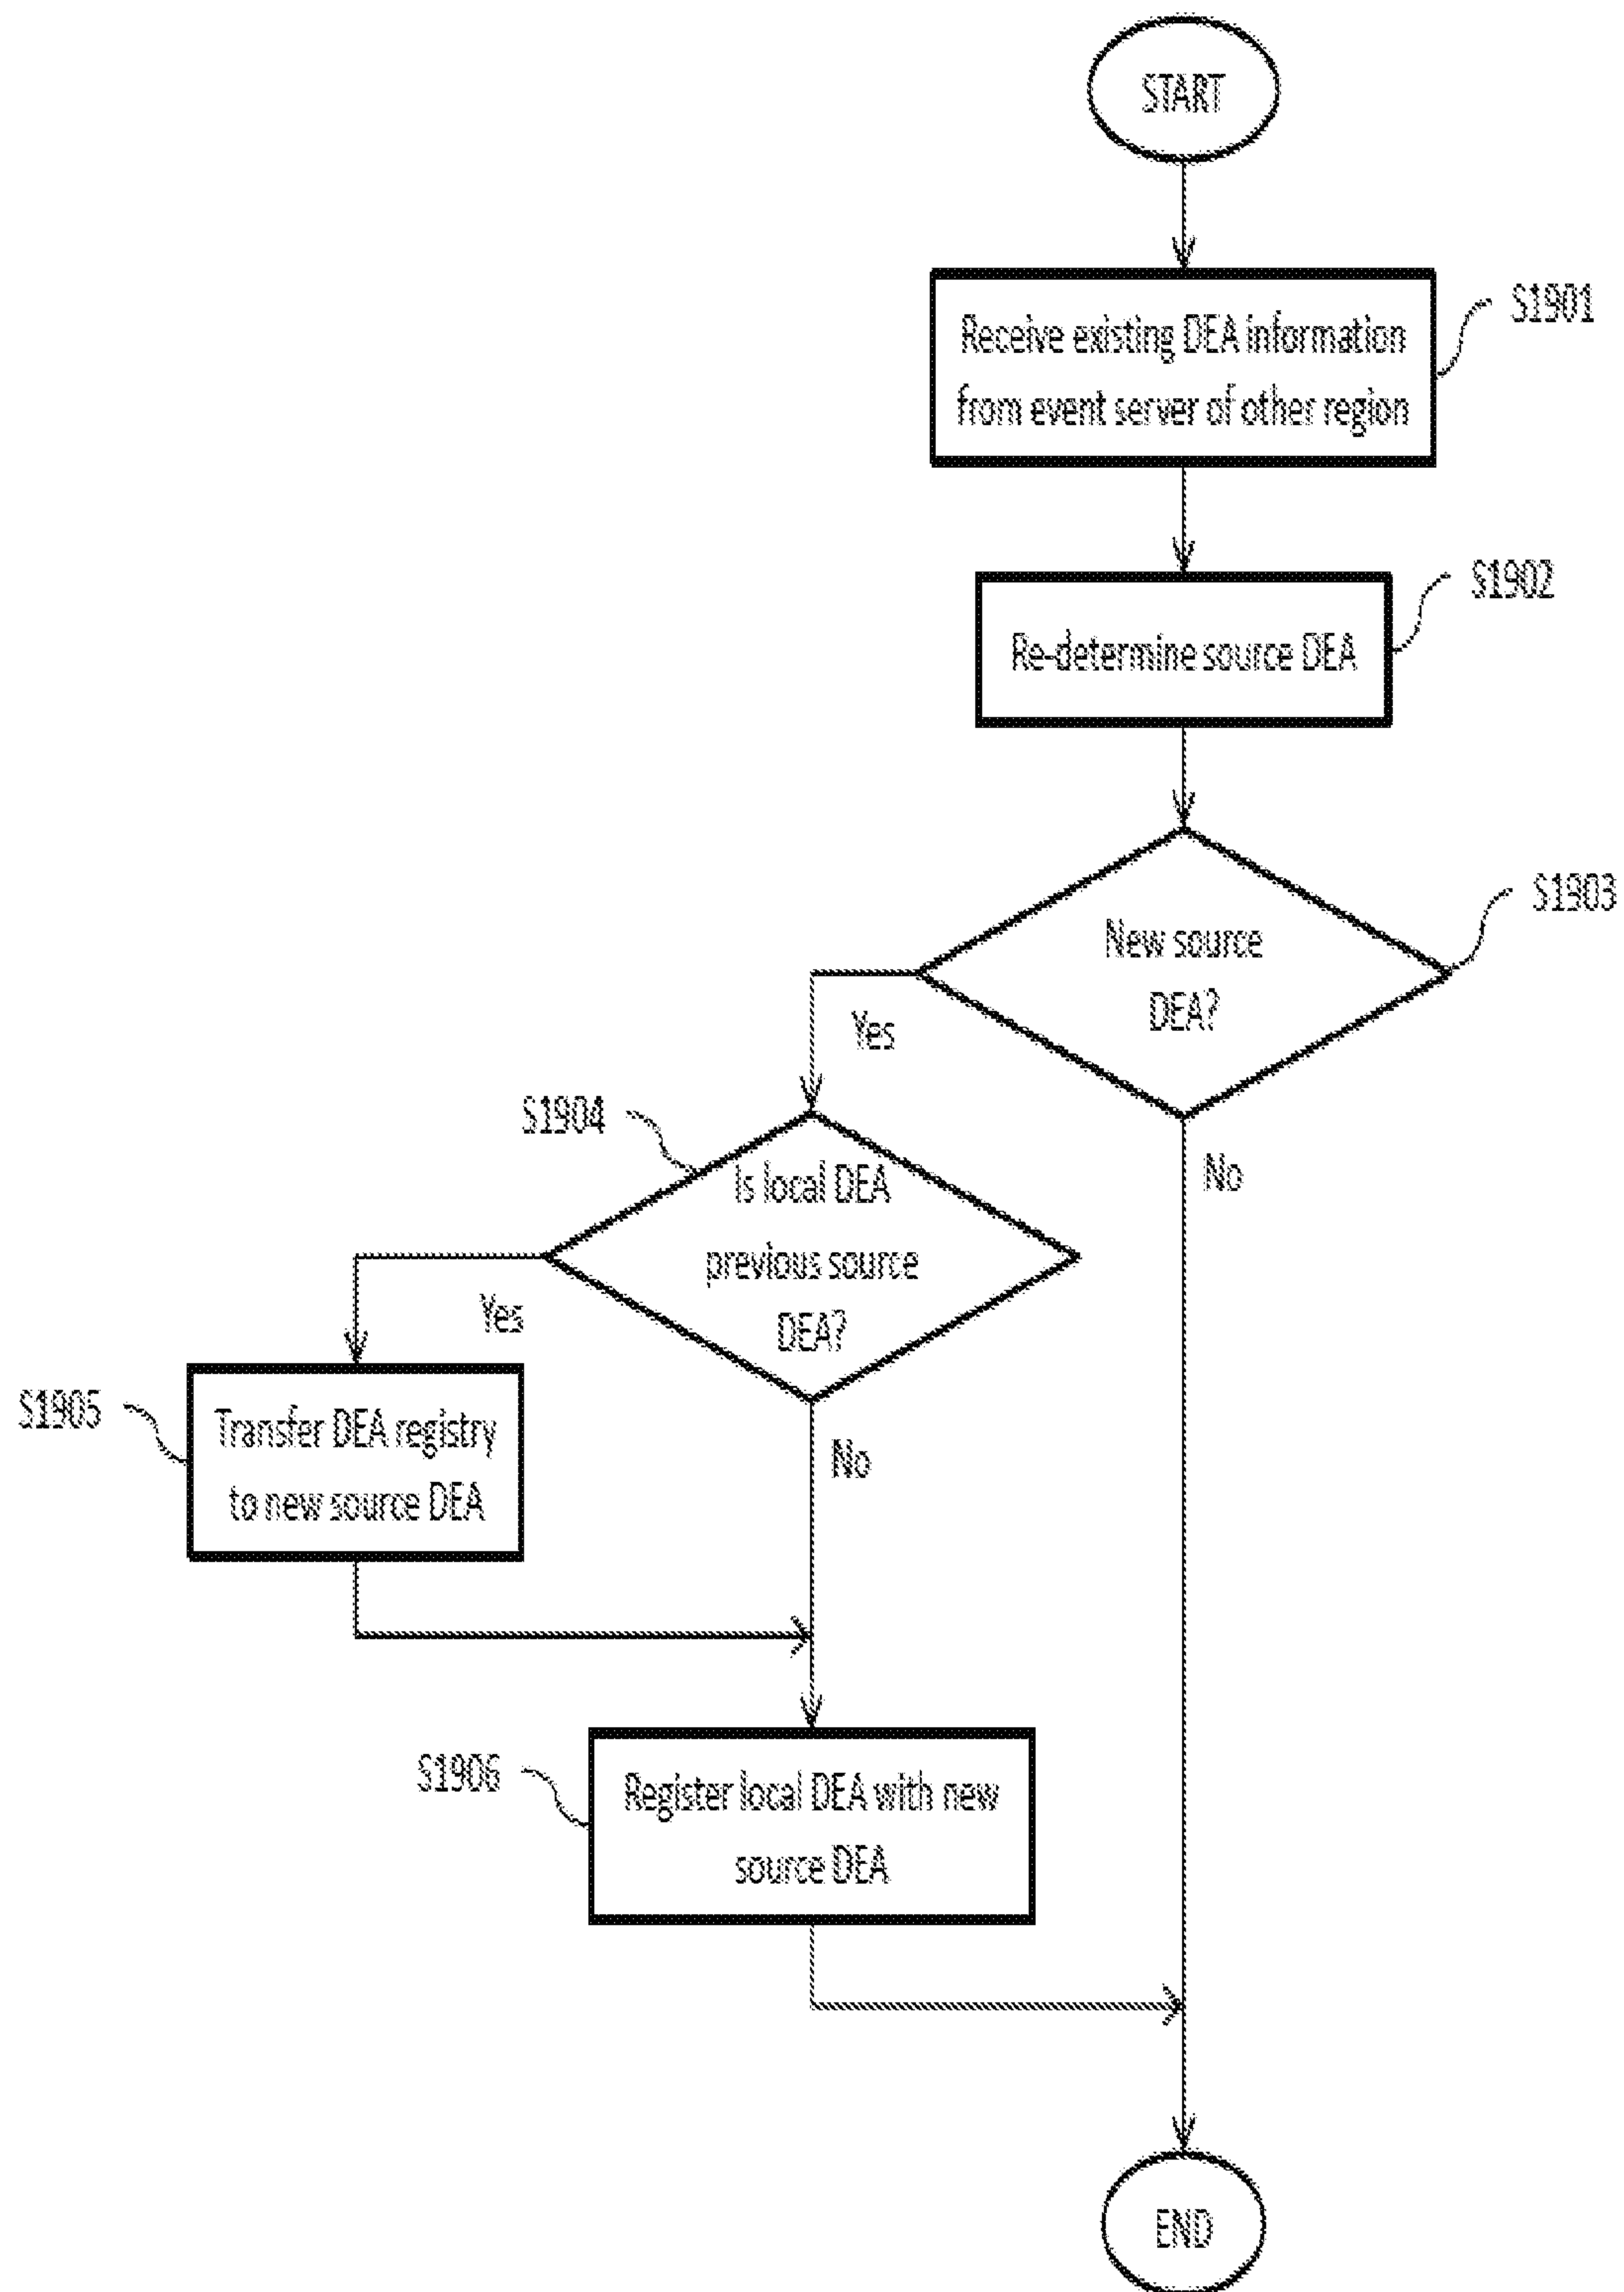 START
Receive existing DEA information
from event server of other region
S1901
Re-determine source DEA
S1902
New source
DEA?
S1903
Yes
No
S1904
Is local DEA
previous source
DEA?
Yes
No
S1905
Transfer DEA registry
to new source DEA
S1906
Register local DEA with new
source DEA
END